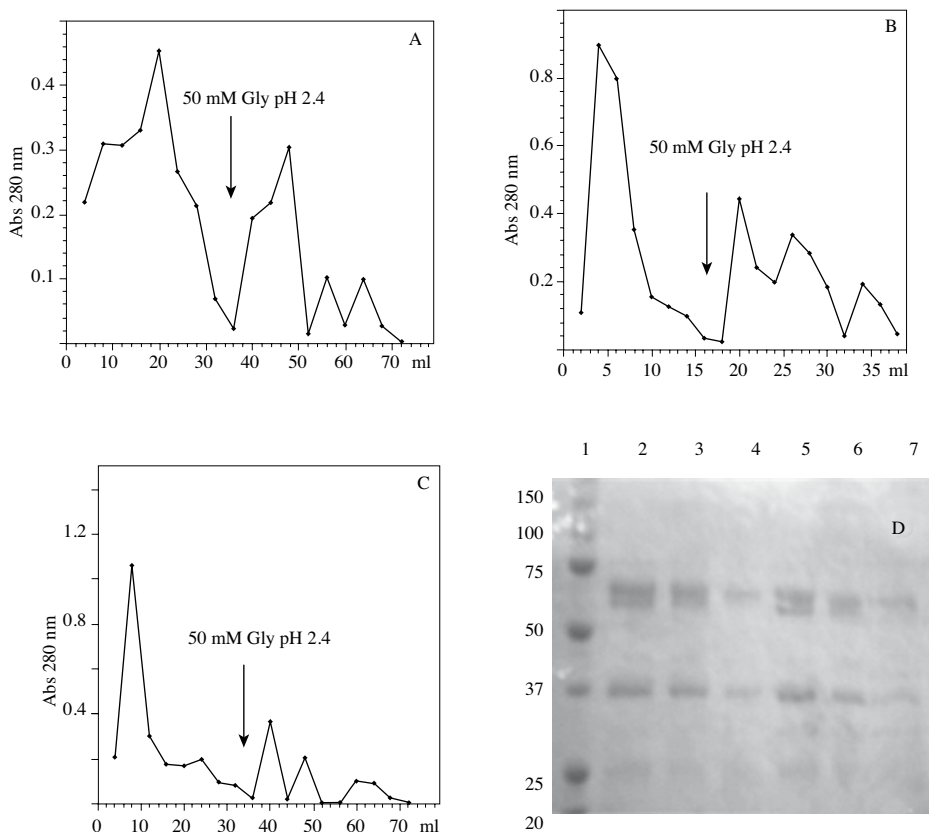 A
50 mM Gly pH 2.4
Abs 280 nm
0.4
0.3
0.2
0.1
0 10 20 30 40 50 60 70 ml
B
50 mM Gly pH 2.4
Abs 280 nm
0.8
0.6
0.4
0.2
0 5 10 15 20 25 30 35 ml
C
50 mM Gly pH 2.4
Abs 280 nm
1.2
0.8
0.4
0 10 20 30 40 50 60 70 ml
1 2 3 4 5 6 7
D
150
100
75
50
37
25
20